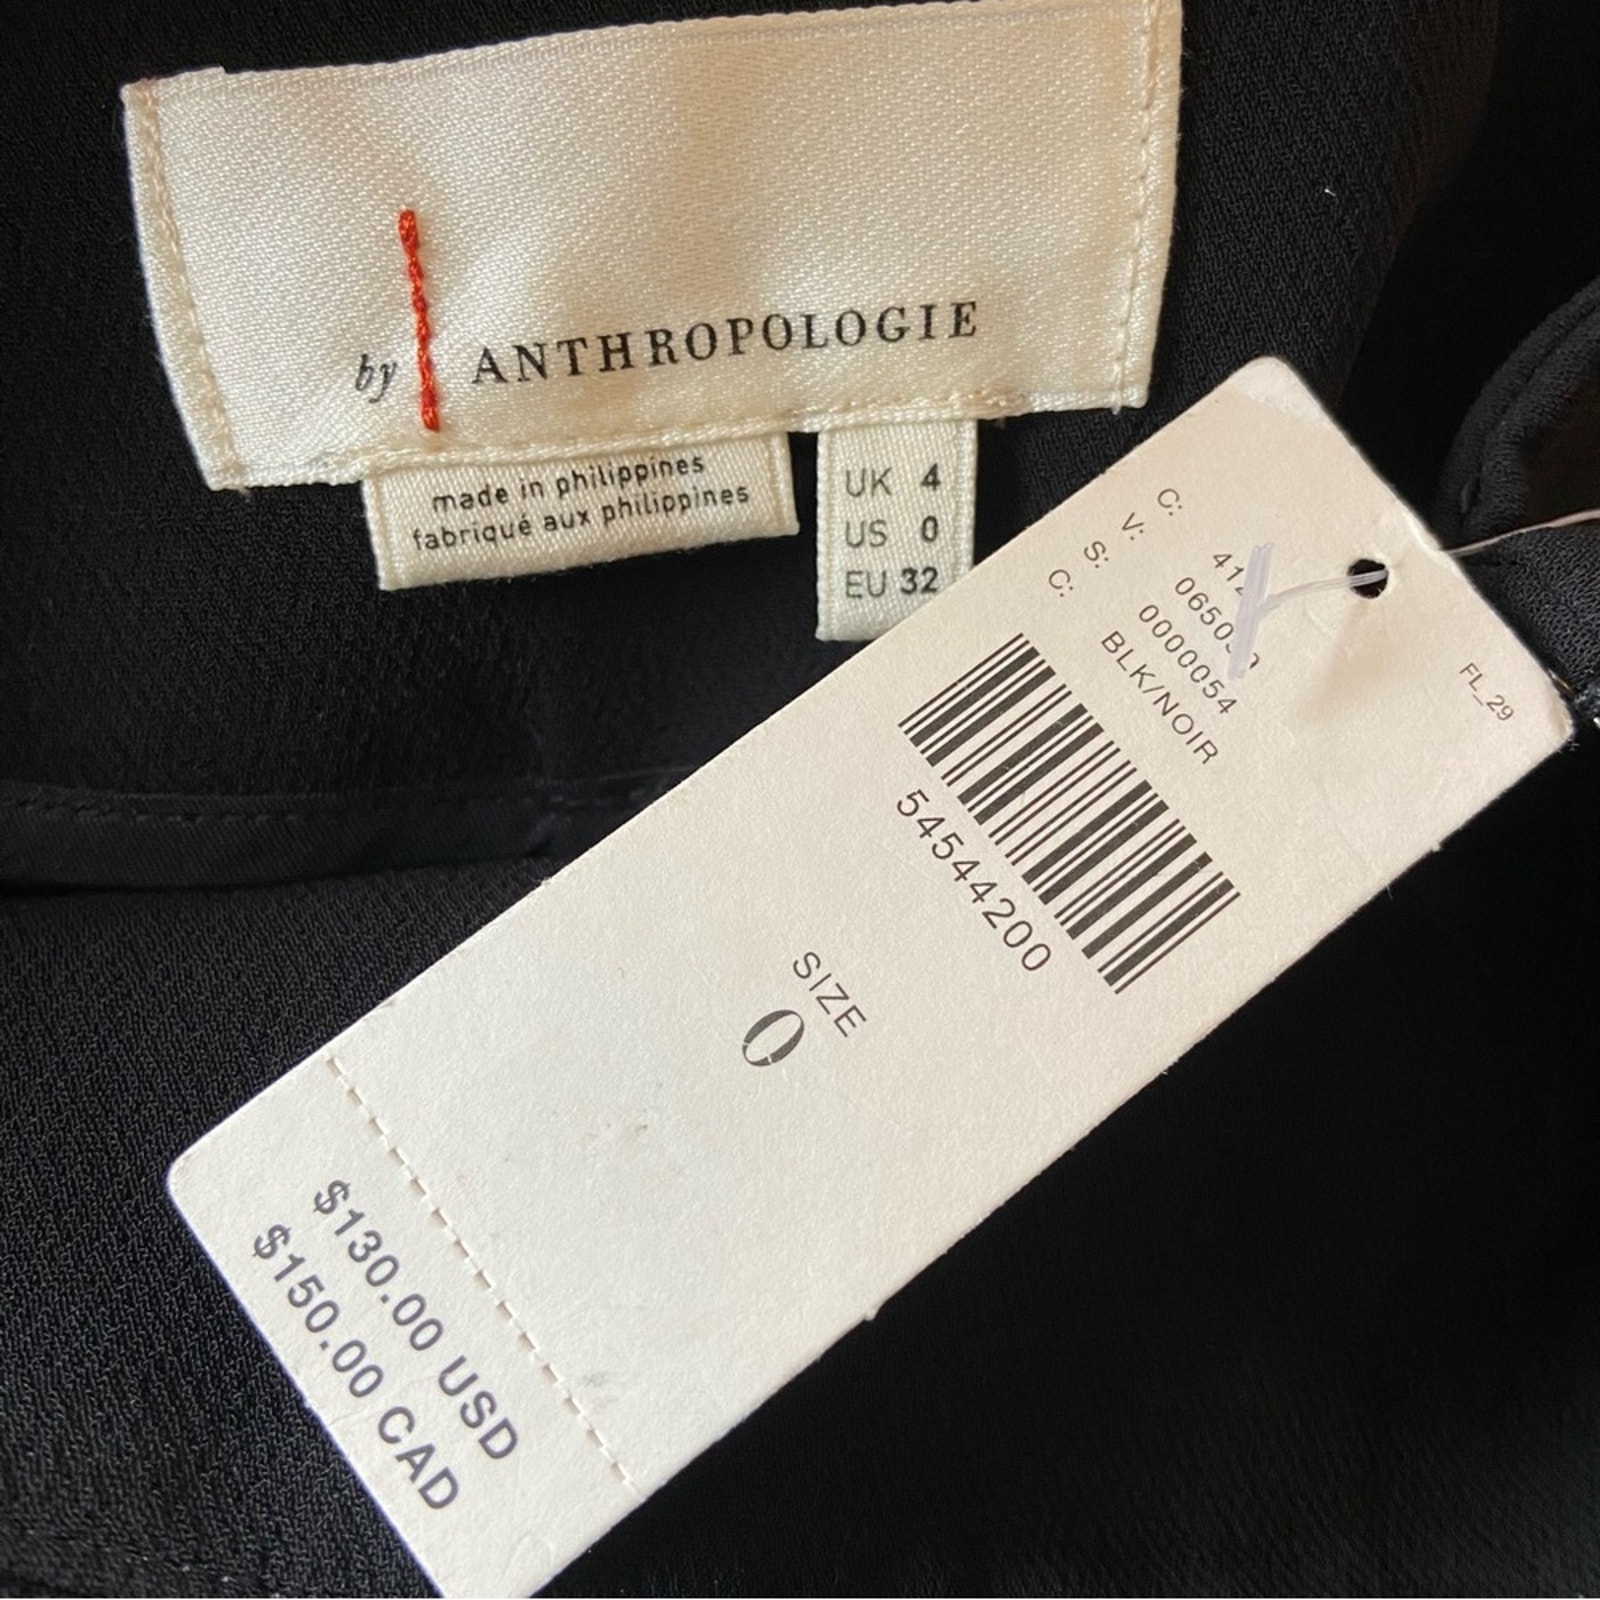 by ANTHROPOLOGIE
made in philippines
fabriqué aux philippines
UK 4
US 0
EU 32
C:
V:
S: 0000054
C: BLK/NOIR
FL_29
54544200
SIZE
0
$130.00 USD
$150.00 CAD